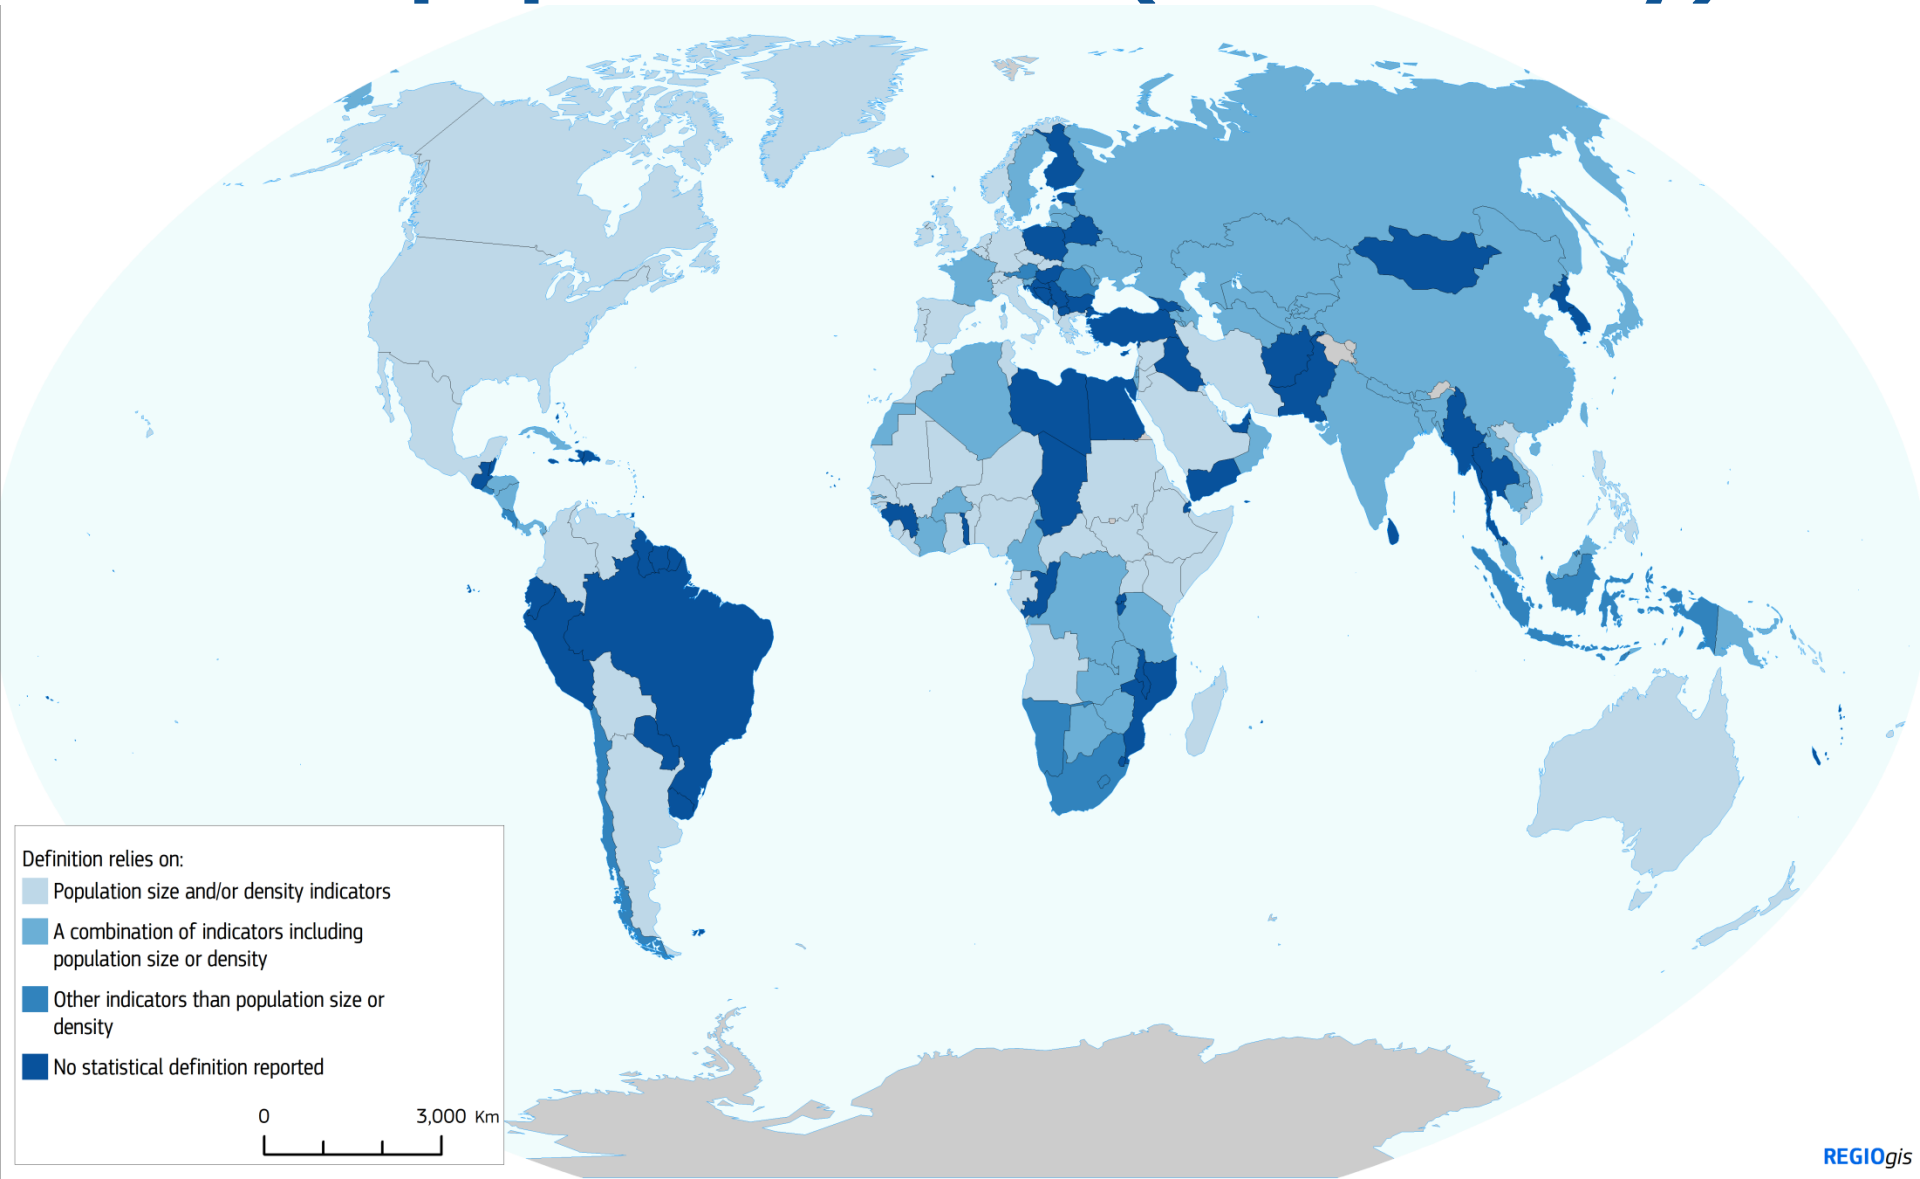 Definition relies on:
Population size and/or density indicators
A combination of indicators including
population size or density
Other indicators than population size or
density
No statistical definition reported
0 3,000 Km
REGIOgis